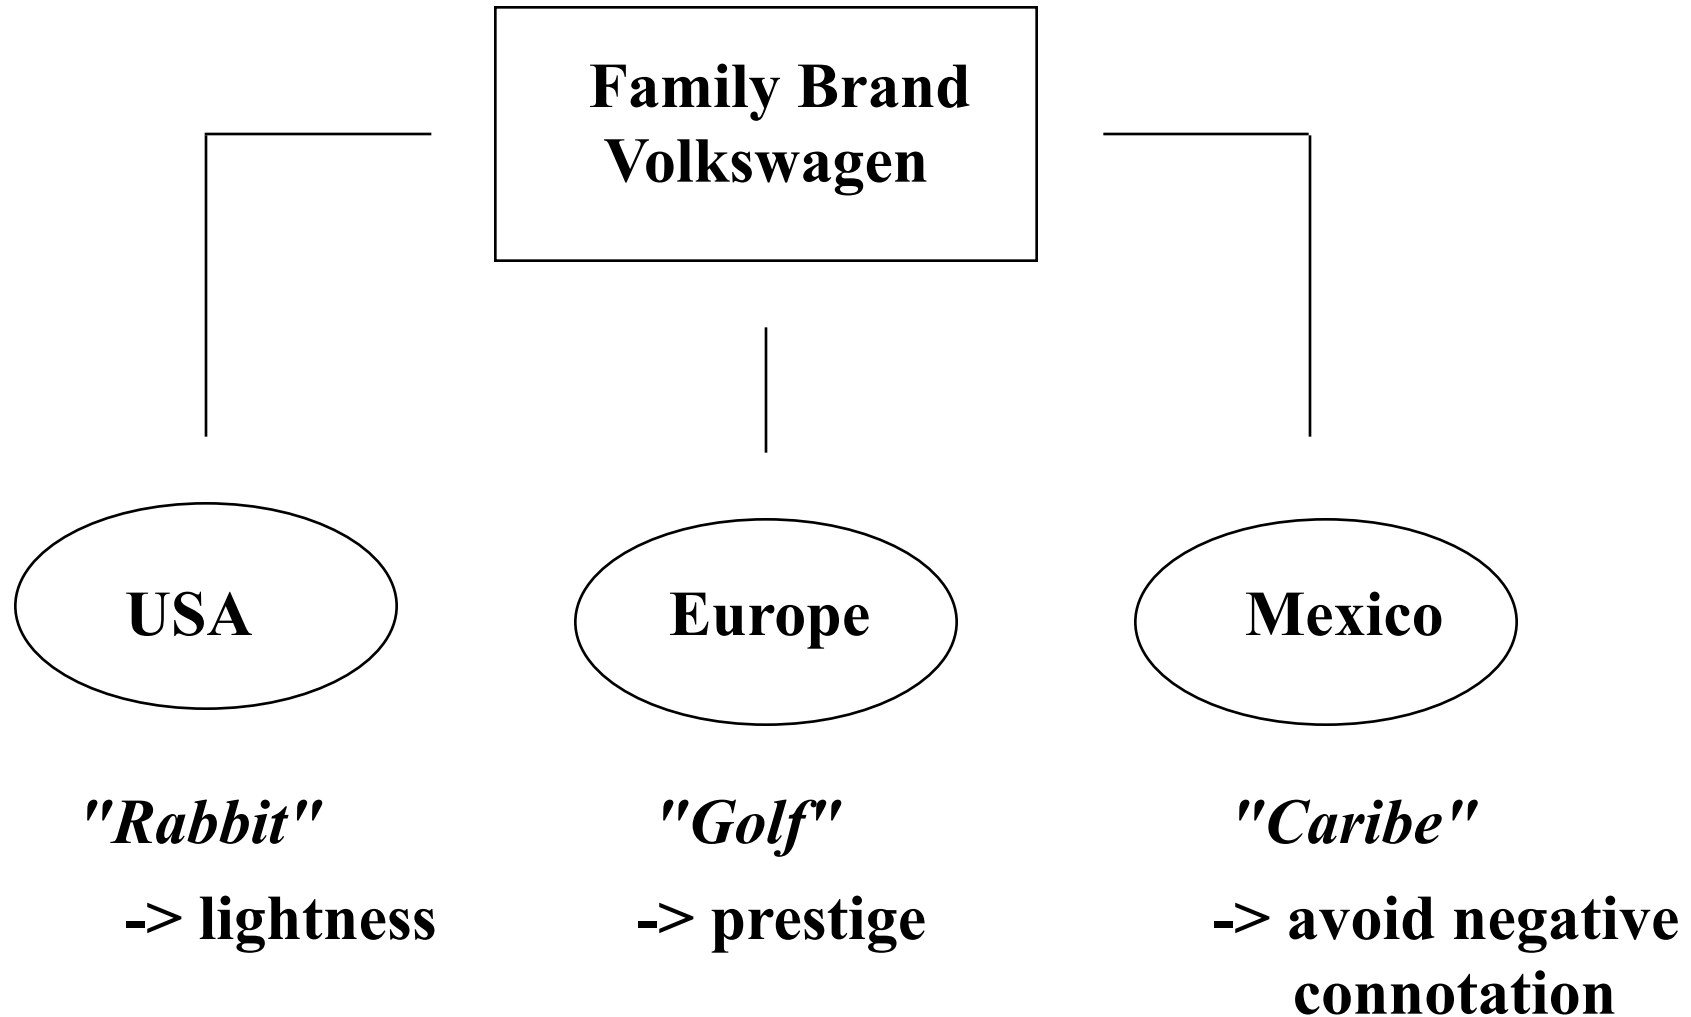 Family Brand
Volkswagen
USA
Europe
Mexico
"Rabbit"
"Golf"
"Caribe"
-> lightness
-> prestige
-> avoid negative
connotation